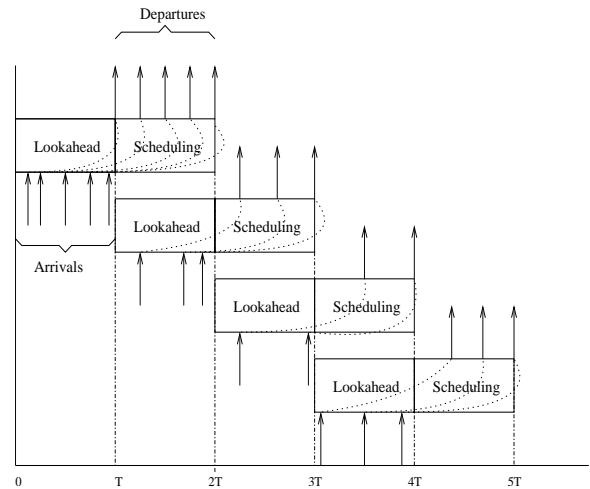 Departures
Lookahead Scheduling
Arrivals
Lookahead Scheduling
Lookahead Scheduling
Lookahead Scheduling
0 T 2T 3T 4T 5T